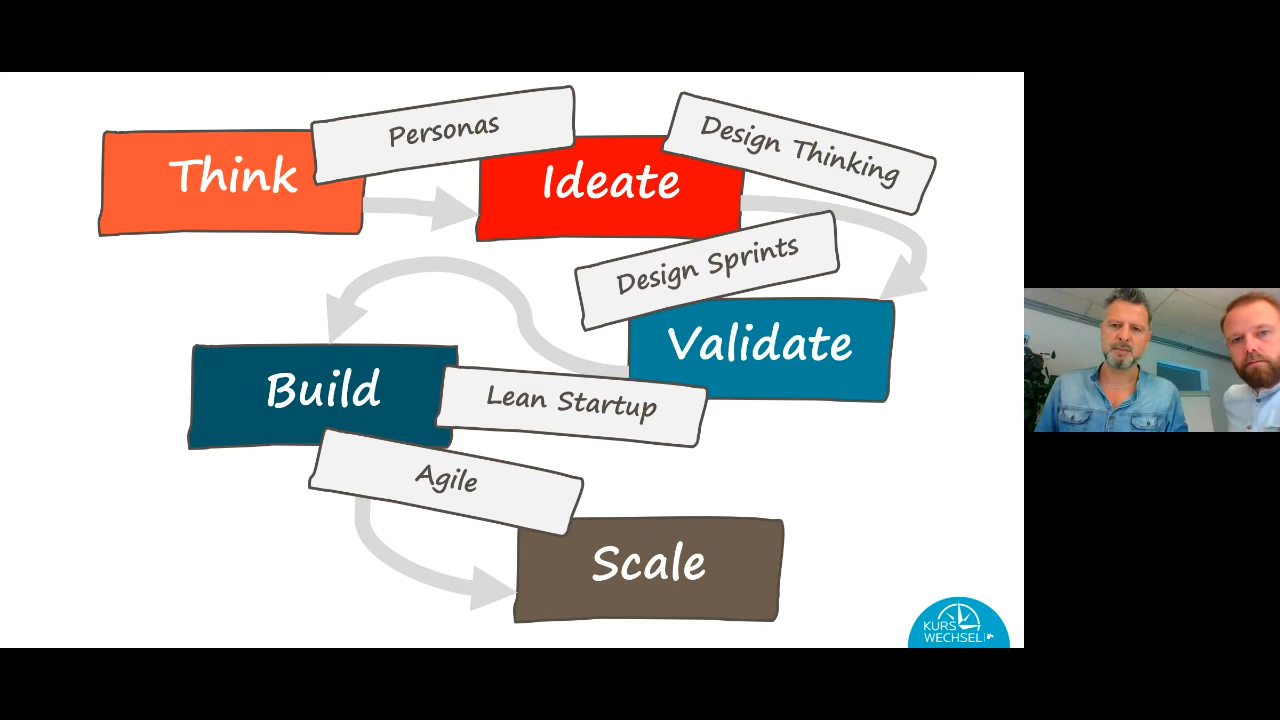 Think
Personas
Ideate
Design Thinking
Design Sprints
Validate
Build
Lean Startup
Agile
Scale
KURS
WECHSEL